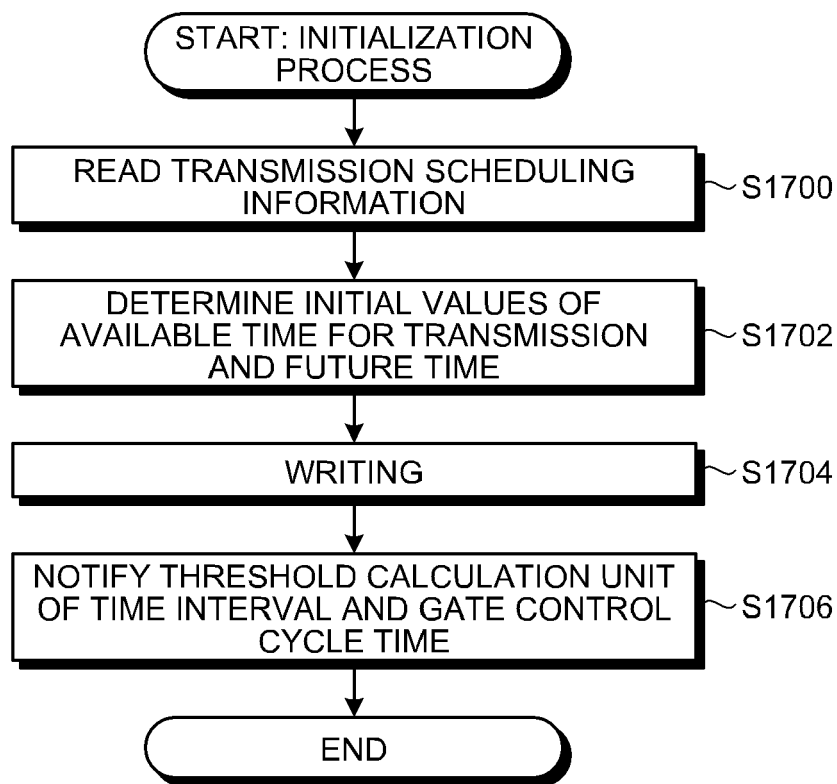 START: INITIALIZATION
PROCESS
READ TRANSMISSION SCHEDULING
INFORMATION
S1700
DETERMINE INITIAL VALUES OF
AVAILABLE TIME FOR TRANSMISSION
AND FUTURE TIME
S1702
WRITING
S1704
NOTIFY THRESHOLD CALCULATION UNIT
OF TIME INTERVAL AND GATE CONTROL
CYCLE TIME
S1706
END